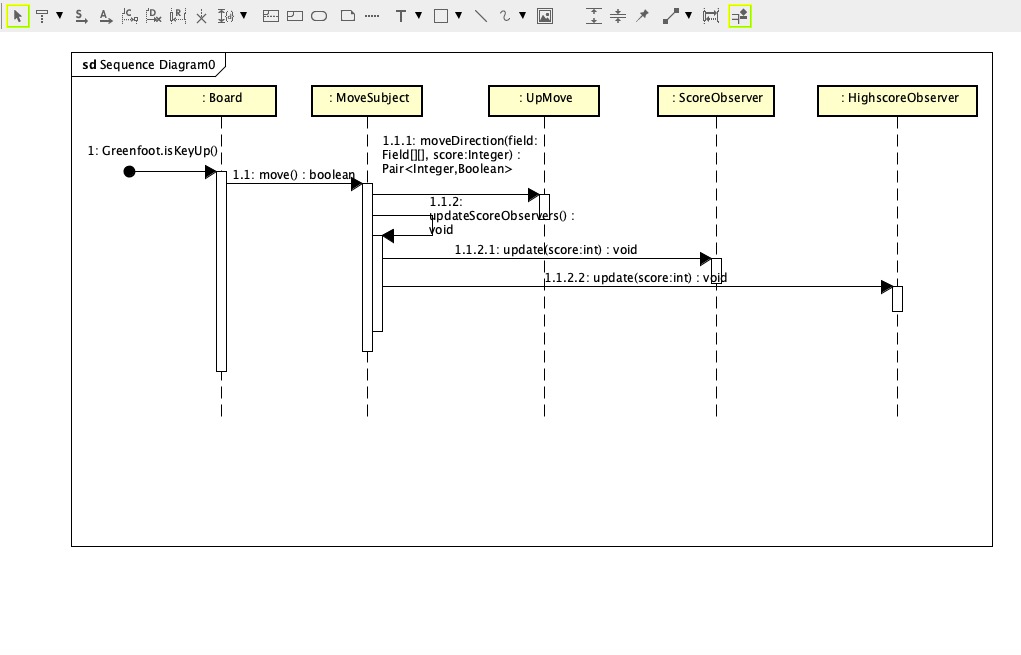 sd Sequence Diagram0
: Board
: MoveSubject
: UpMove
: ScoreObserver
: HighscoreObserver
1: Greenfoot.isKeyUp()
1.1: move() : boolean
1.1.1: moveDirection(field:
Field[][], score:Integer) :
Pair<Integer,Boolean>
1.1.2:
updateScoreObservers() :
void
1.1.2.1: update(score:int) : void
1.1.2.2: update(score:int) : void